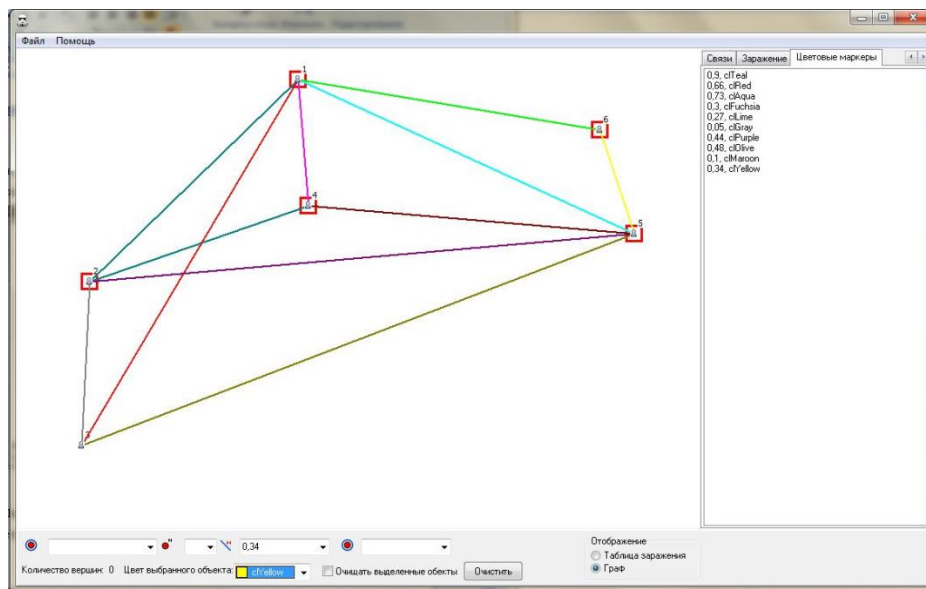 Файл Помощь
Связи Заражение Цветовые маркеры
0,9, clTeal
0,66, clRed
0,73, clAqua
0,3, clFuchsia
0,27, clLime
0,05, clGray
0,44, clPurple
0,48, clOlive
0,1, clMaroon
0,34, clYellow
1
6
4
5
2
3
0,34
Количество вершин: 0 Цвет выбранного объекта: clYellow Очищать выделенные обекты Очистить
Отображение
Таблица заражения
Граф